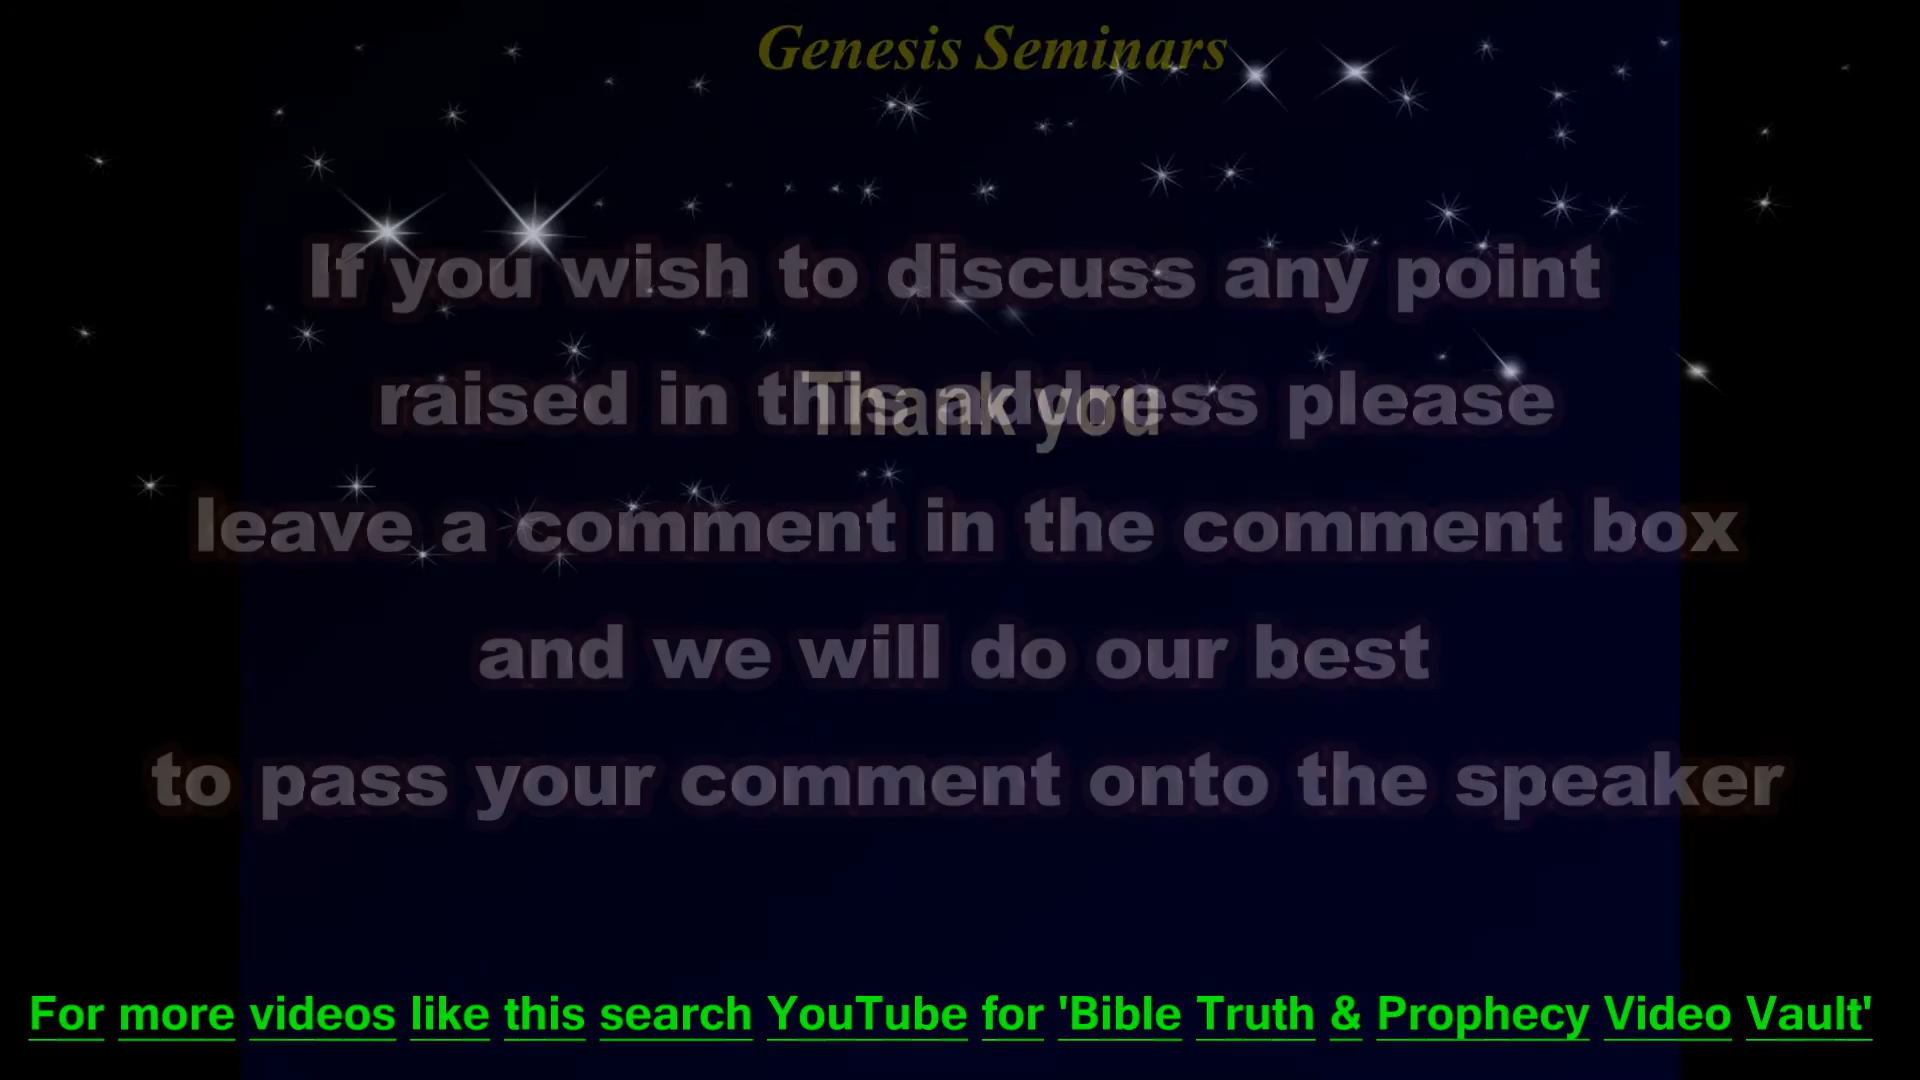 Genesis Seminars
If you wish to discuss any point
raised in this address please
Thank you
leave a comment in the comment box
and we will do our best
to pass your comment onto the speaker
For more videos like this search YouTube for 'Bible Truth & Prophecy Video Vault'